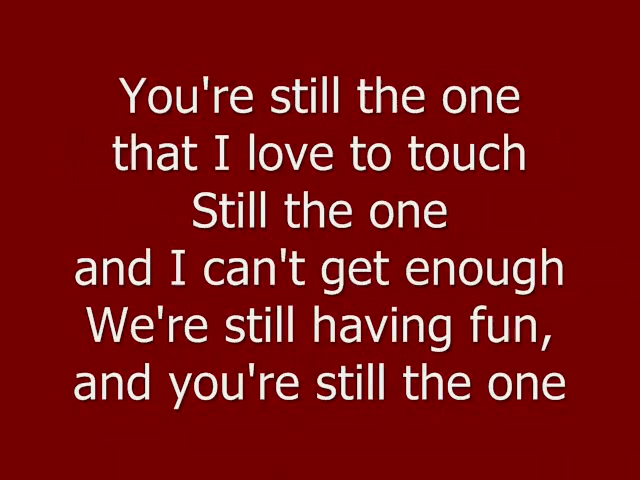 You're still the one
that I love to touch
Still the one
and I can't get enough
We're still having fun,
and you're still the one